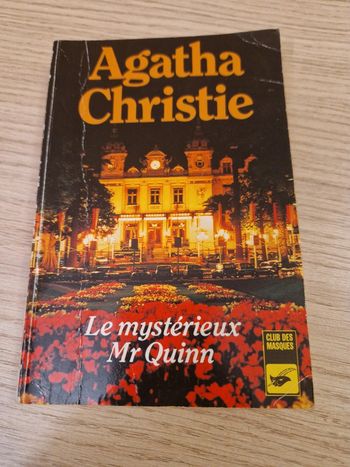 Agatha
Christie
Le mystérieux
Mr Quinn
CLUB DES
MASQUES